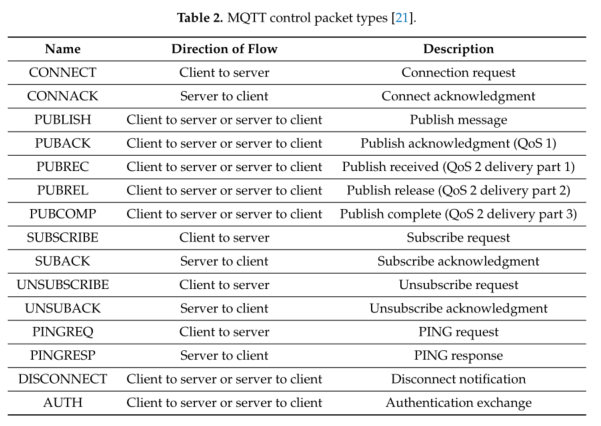 Table 2. MQTT control packet types [21].
Name Direction of Flow Description
CONNECT Client to server Connection request
CONNACK Server to client Connect acknowledgment
PUBLISH Client to server or server to client Publish message
PUBACK Client to server or server to client Publish acknowledgment (QoS 1)
PUBREC Client to server or server to client Publish received (QoS 2 delivery part 1)
PUBREL Client to server or server to client Publish release (QoS 2 delivery part 2)
PUBCOMP Client to server or server to client Publish complete (QoS 2 delivery part 3)
SUBSCRIBE Client to server Subscribe request
SUBACK Server to client Subscribe acknowledgment
UNSUBSCRIBE Client to server Unsubscribe request
UNSUBACK Server to client Unsubscribe acknowledgment
PINGREQ Client to server PING request
PINGRESP Server to client PING response
DISCONNECT Client to server or server to client Disconnect notification
AUTH Client to server or server to client Authentication exchange